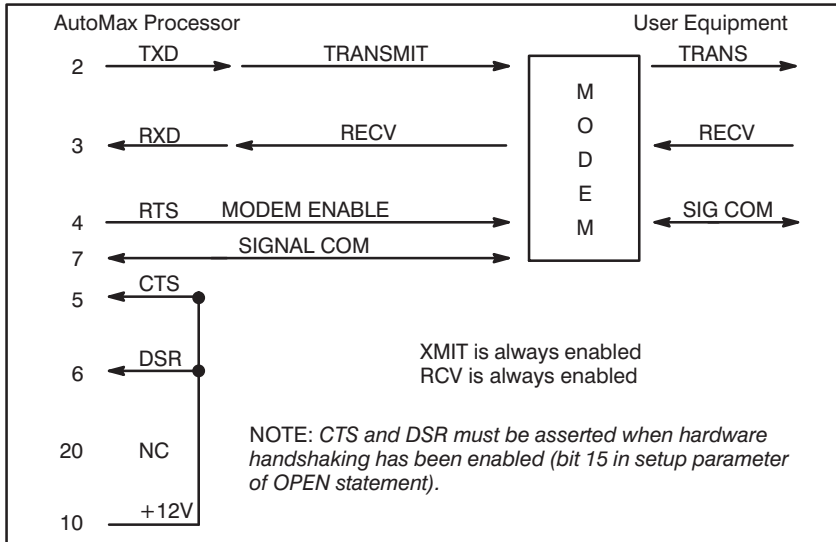 AutoMax Processor User Equipment
2 TXD TRANSMIT TRANS
M
O
D
E
M
3 RXD RECV RECV
4 RTS MODEM ENABLE SIG COM
7 SIGNAL COM
5 CTS
6 DSR
XMIT is always enabled
RCV is always enabled
20 NC
NOTE: CTS and DSR must be asserted when hardware
handshaking has been enabled (bit 15 in setup parameter
of OPEN statement).
10 +12V